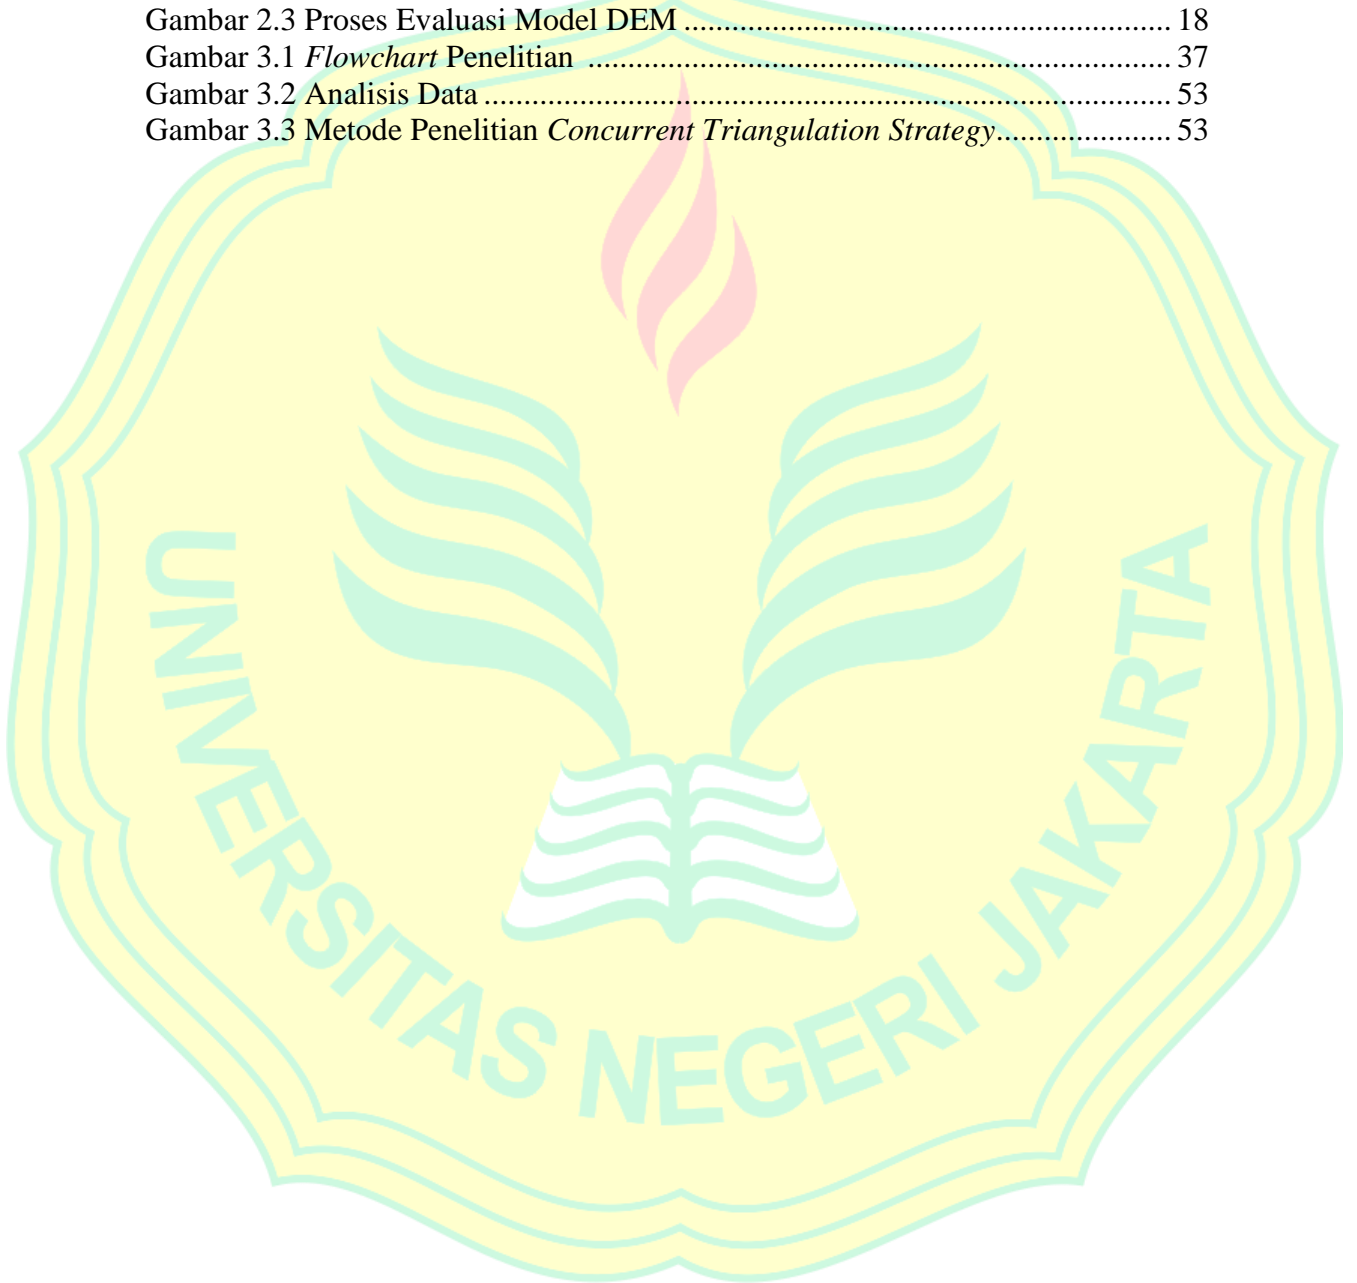 Gambar 2.3 Proses Evaluasi Model DEM ............................................................. 18
Gambar 3.1 Flowchart Penelitian ......................................................................... 37
Gambar 3.2 Analisis Data ...................................................................................... 53
Gambar 3.3 Metode Penelitian Concurrent Triangulation Strategy...................... 53
UNIVERSITAS NEGERI JAKARTA